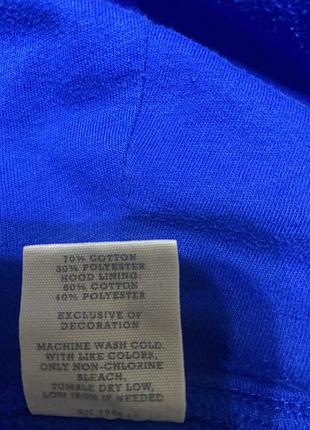 70% COTTON
30% POLYESTER
HOOD LINING
60% COTTON
40% POLYESTER
EXCLUSIVE OF
DECORATION
MACHINE WASH COLD.
WITH LIKE COLORS,
ONLY NON-CHLORINE
BLEACH,
TUMBLE DRY LOW,
LOW IRON IF NEEDED
RN